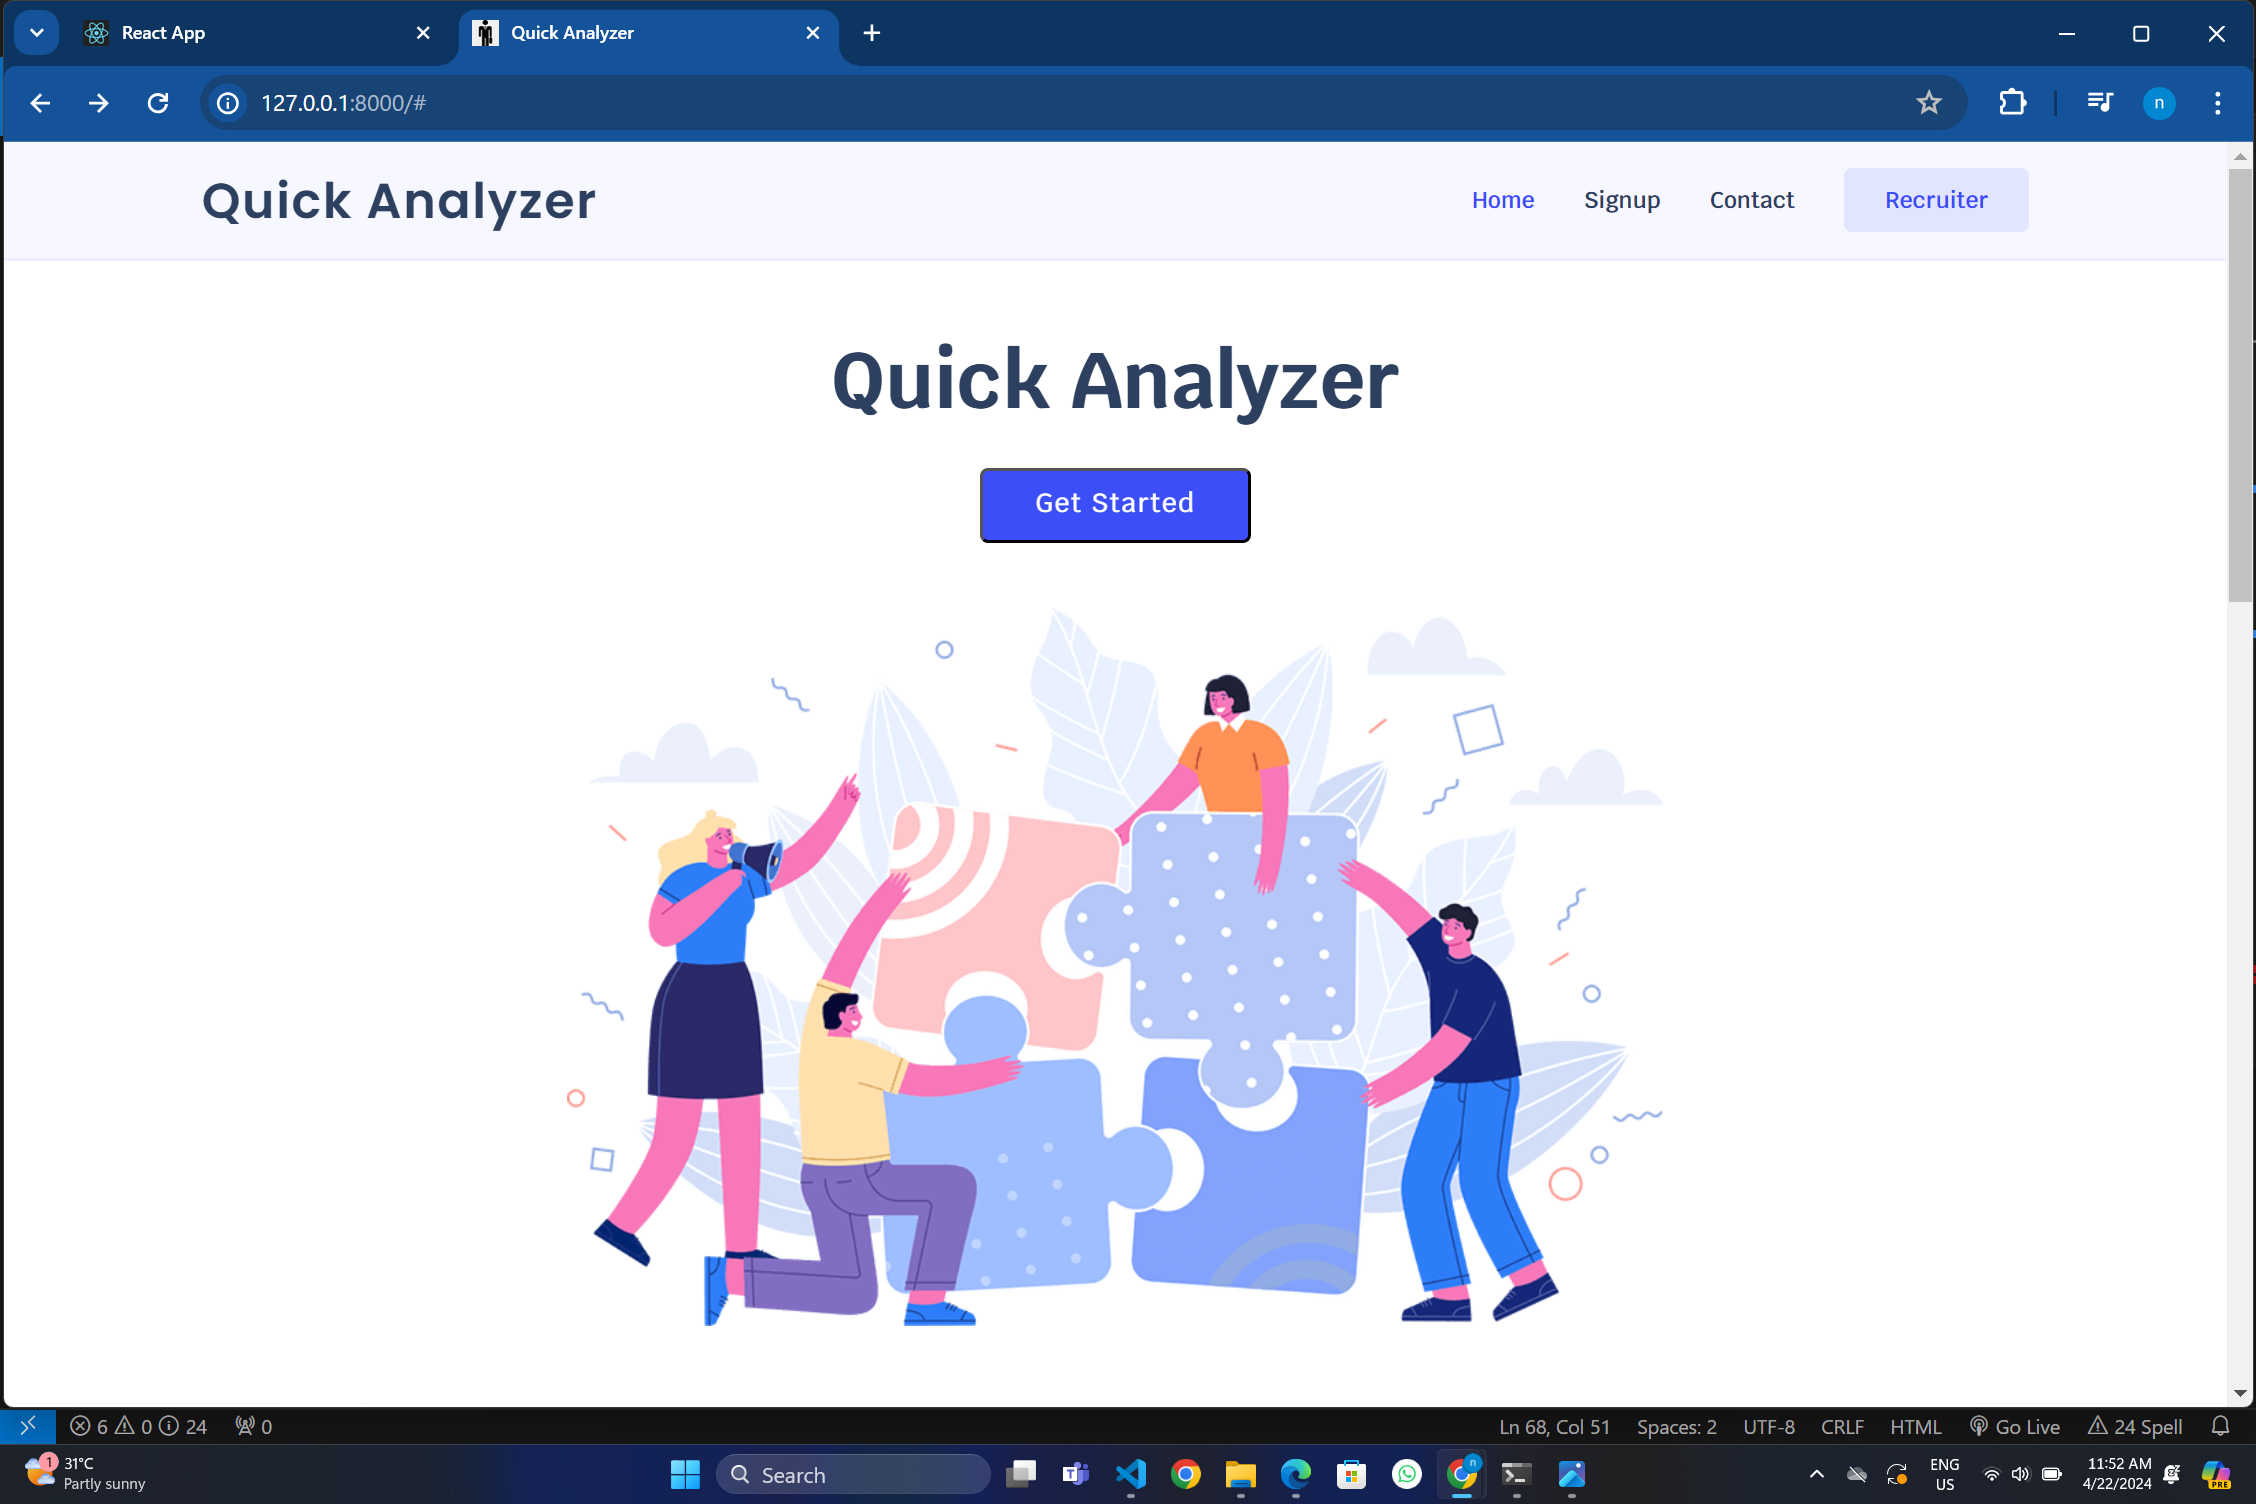 React App
Quick Analyzer
n
127.0.0.1:8000/#
Quick Analyzer
Home
Signup
Contact
Recruiter
Quick Analyzer
Get Started
6 0 24 0
Ln 68, Col 51
Spaces: 2
UTF-8
CRLF
HTML
Go Live
24 Spell
1
31°C
Partly sunny
Search
T
n
ENG
US
11:52 AM
4/22/2024
PRE